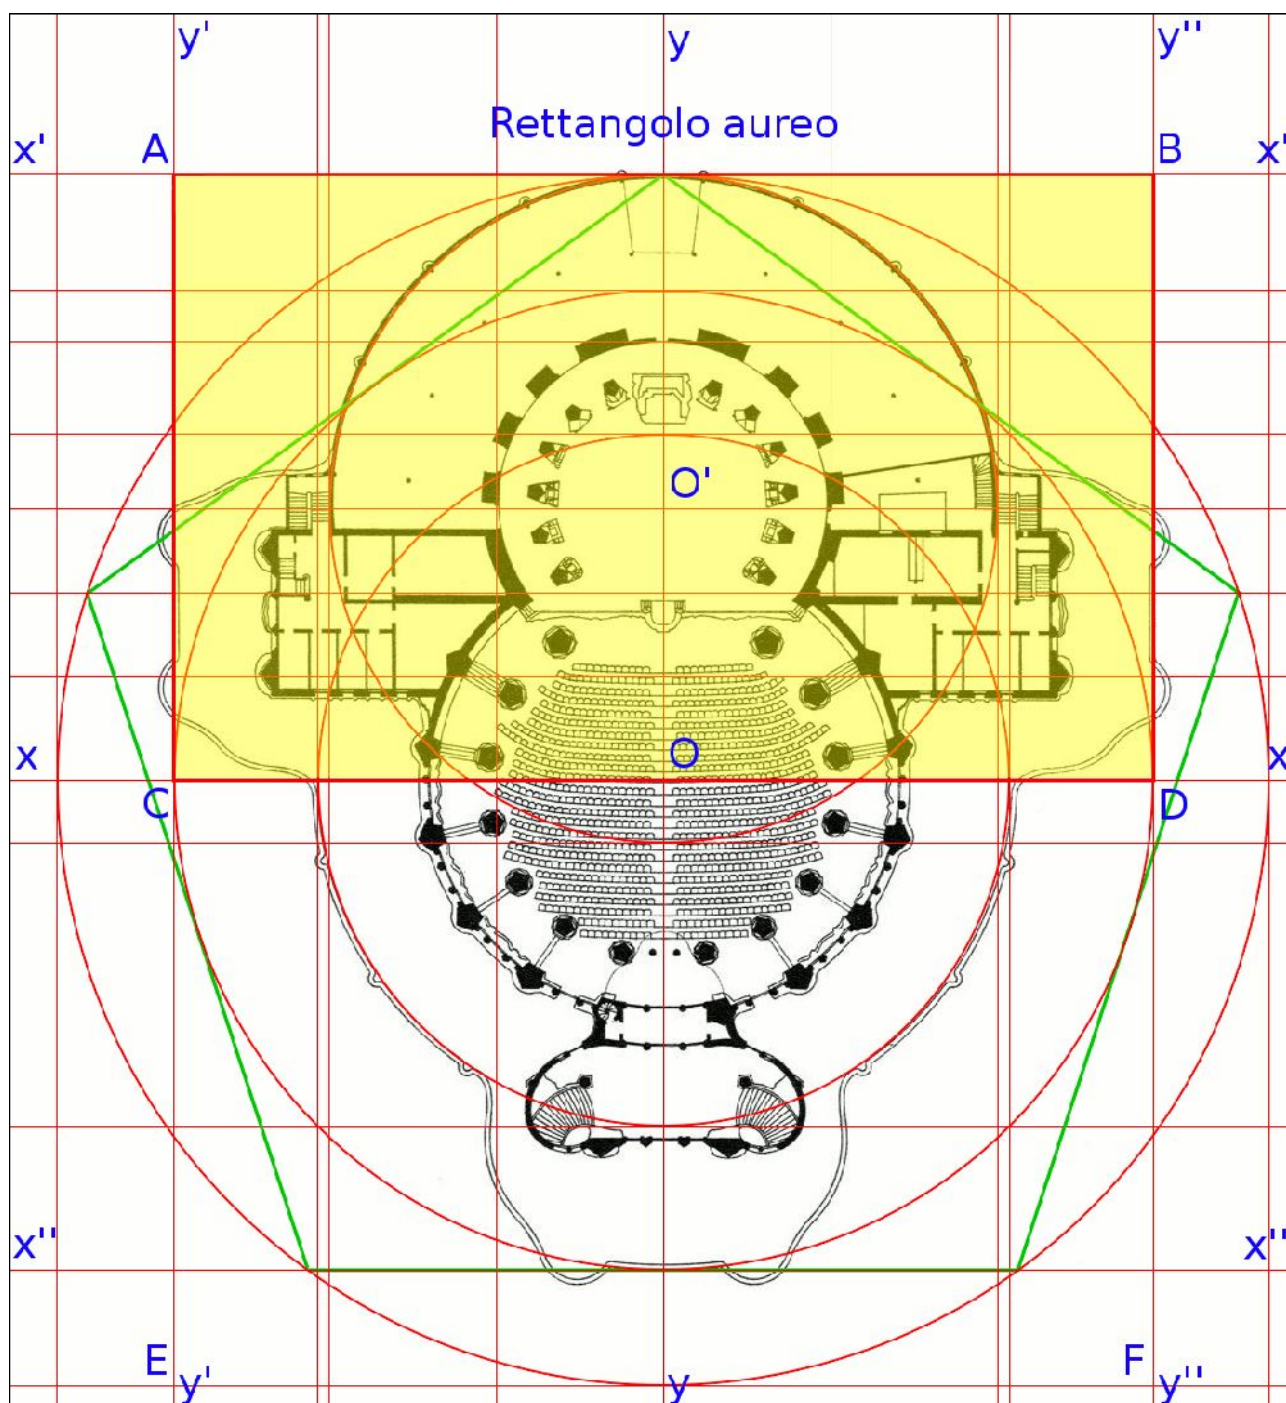 y' y y''
Rettangolo aureo
x' A B x'
O'
x O x
C D
x'' x''
E F
y' y y''